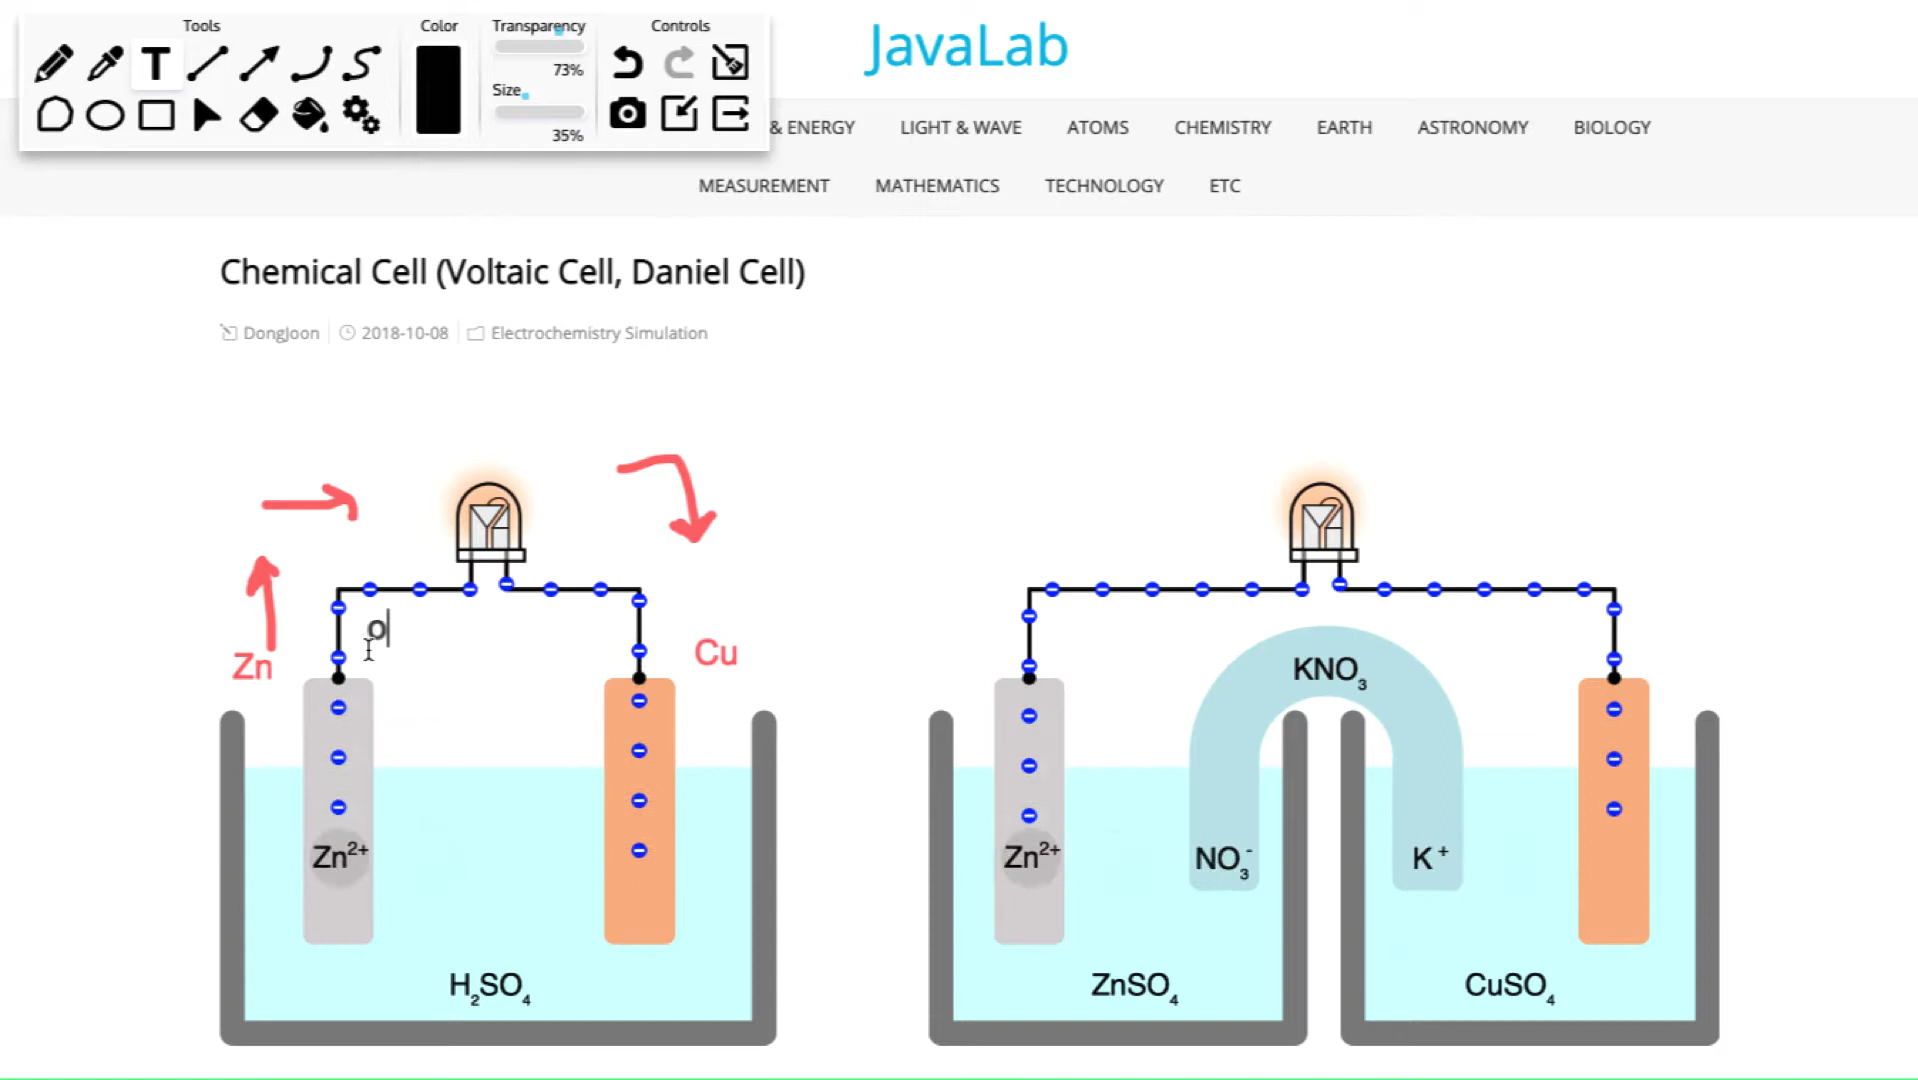 Tools
Color
Transparency
Controls
73%
Size
35%
T
JavaLab
& ENERGY
LIGHT & WAVE
ATOMS
CHEMISTRY
EARTH
ASTRONOMY
BIOLOGY
MEASUREMENT
MATHEMATICS
TECHNOLOGY
ETC
Chemical Cell (Voltaic Cell, Daniel Cell)
DongJoon
2018-10-08
Electrochemistry Simulation
o
Zn
Cu
KNO₃
Zn²⁺
Zn²⁺
NO₃⁻
K⁺
H₂SO₄
ZnSO₄
CuSO₄